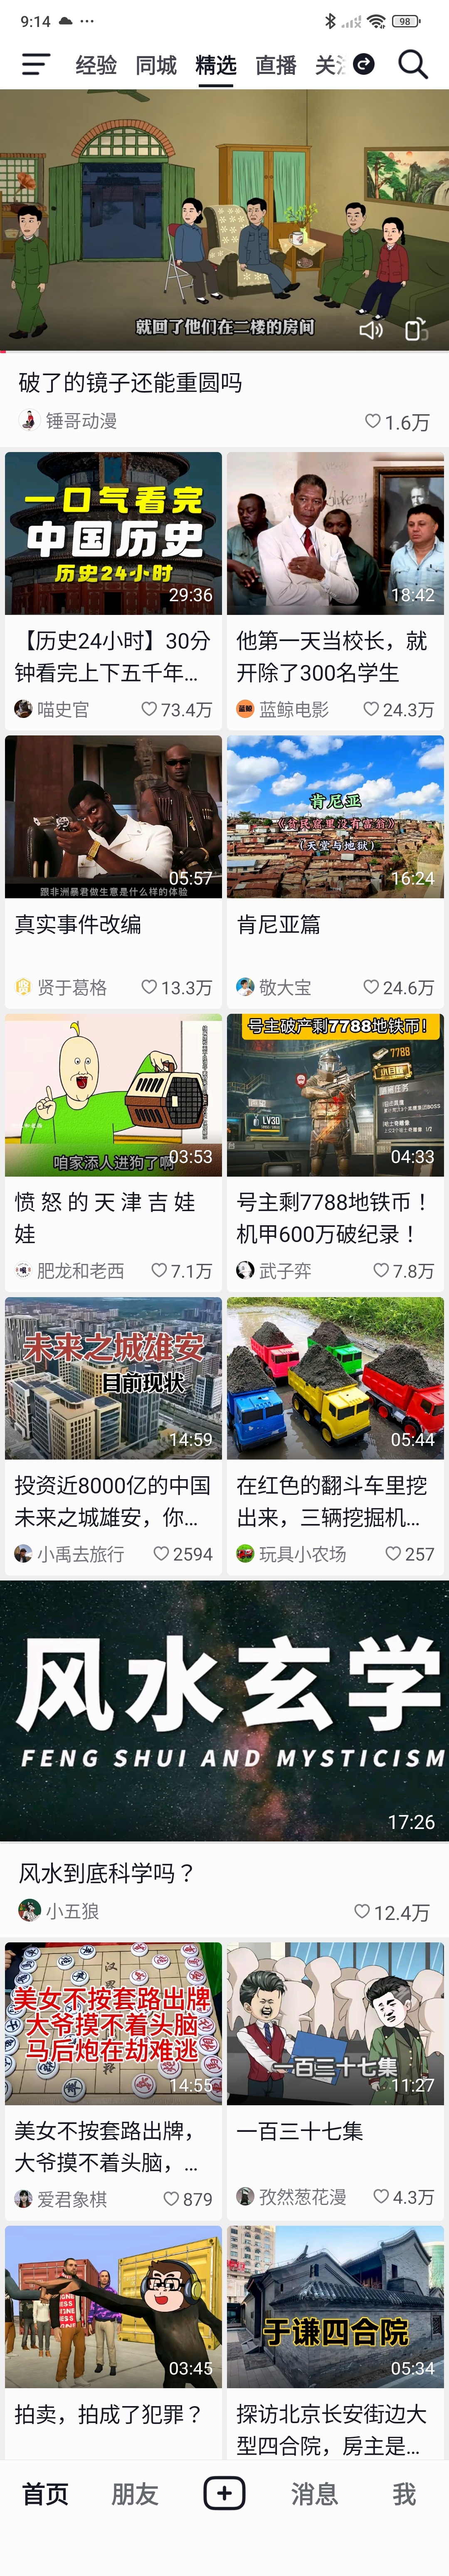 9:14
98
经验 同城 精选 直播 关注
就回了他们在二楼的房间
破了的镜子还能重圆吗
锤哥动漫 1.6万
一口气看完
中国历史
历史24小时
29:36
【历史24小时】30分
钟看完上下五千年...
喵史官 73.4万
18:42
他第一天当校长，就
开除了300名学生
蓝鲸电影 24.3万
05:57
跟非洲暴君做生意是什么样的体验
真实事件改编
贤于葛格 13.3万
肯尼亚
《贫民窟里没有富翁》
（天堂与地狱）
16:24
肯尼亚篇
敬大宝 24.6万
咱家添人进狗了啊
03:53
愤怒的天津吉娃
娃
肥龙和老西 7.1万
号主破产剩7788地铁币！
7788
LV30
04:33
号主剩7788地铁币！
机甲600万破纪录！
武子弈 7.8万
未来之城雄安
目前现状
14:59
投资近8000亿的中国
未来之城雄安，你...
小禹去旅行 2594
05:44
在红色的翻斗车里挖
出来，三辆挖掘机...
玩具小农场 257
风水玄学
FENG SHUI AND MYSTICISM
17:26
风水到底科学吗？
小五狼 12.4万
美女不按套路出牌
大爷摸不着头脑
马后炮在劫难逃
14:55
美女不按套路出牌，
大爷摸不着头脑，...
爱君象棋 879
一百三十七集
11:27
一百三十七集
孜然葱花漫 4.3万
03:45
拍卖，拍成了犯罪？
于谦四合院
05:34
探访北京长安街边大
型四合院，房主是...
首页 朋友 消息 我